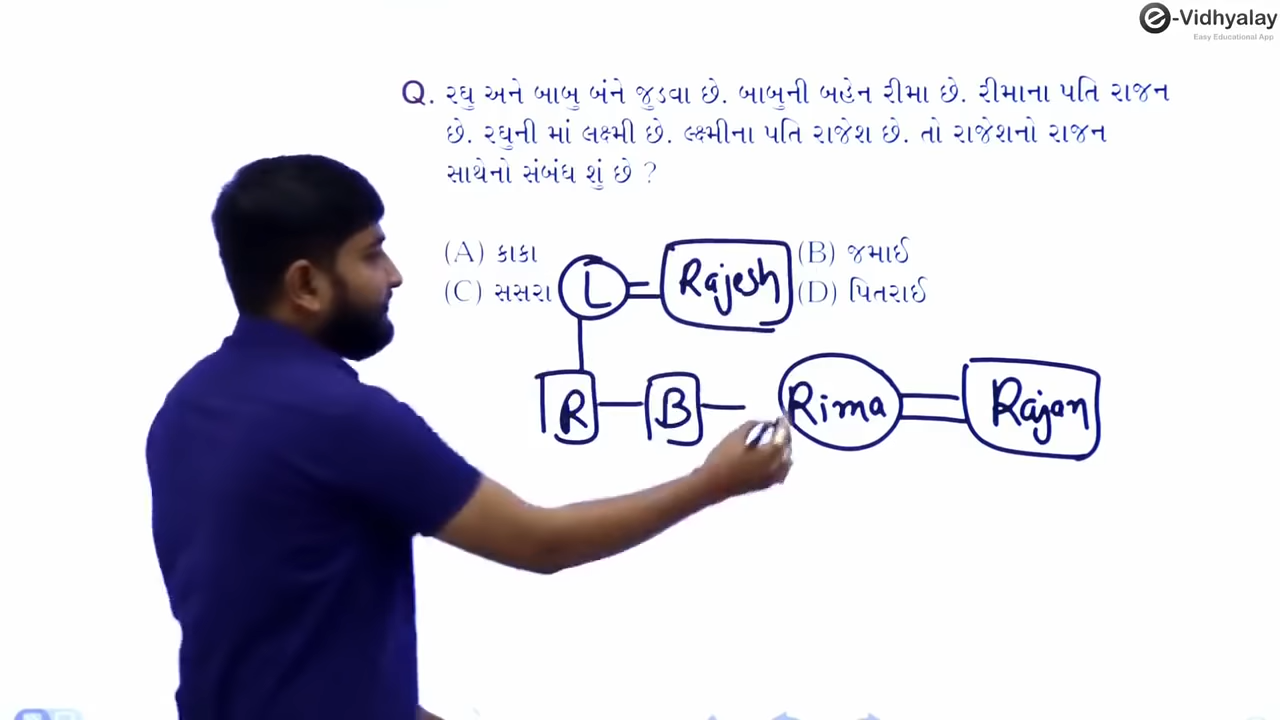 e-Vidhyalay
Easy Educational App
Q. રઘુ અને બાબુ બંને જુડવા છે. બાબુની બહેન રીમા છે. રીમાના પતિ રાજન
છે. રઘુની માં લક્ષ્મી છે. લ્ક્ષ્મીના પતિ રાજેશ છે. તો રાજેશનો રાજન
સાથેનો સંબંધ શું છે ?
(A) કાકા
(B) જમાઈ
(C) સસરા
(D) પિતરાઈ
L
Rajesh
R
B
Rima
Rajan